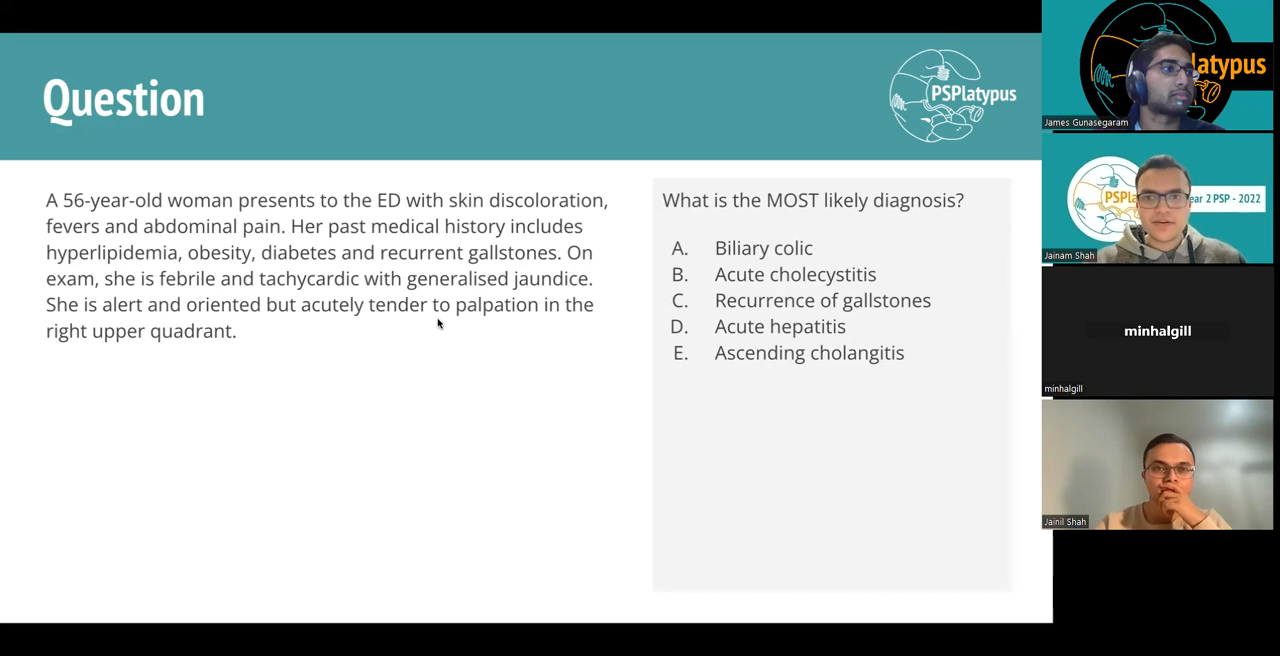 Question
PSPlatypus
A 56-year-old woman presents to the ED with skin discoloration,
fevers and abdominal pain. Her past medical history includes
hyperlipidemia, obesity, diabetes and recurrent gallstones. On
exam, she is febrile and tachycardic with generalised jaundice.
She is alert and oriented but acutely tender to palpation in the
right upper quadrant.
What is the MOST likely diagnosis?
A. Biliary colic
B. Acute cholecystitis
C. Recurrence of gallstones
D. Acute hepatitis
E. Ascending cholangitis
latypus
James Gunasegaram
PSPla
ear 2 PSP - 2022
Jainam Shah
minhalgill
minhalgill
Jainil Shah